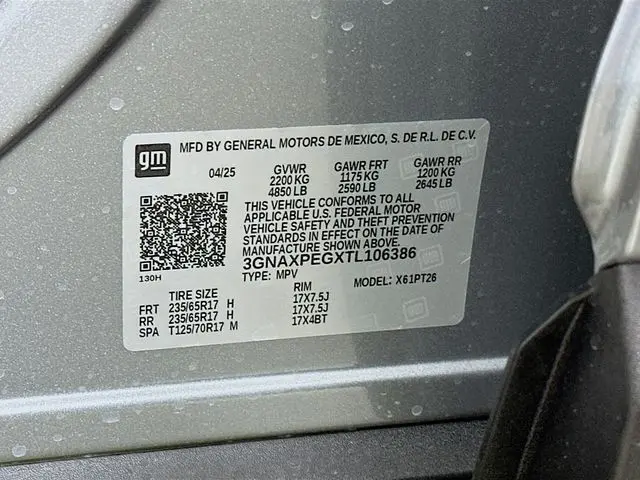 gm
MFD BY GENERAL MOTORS DE MEXICO, S. DE R.L. DE C.V.
04/25 GVWR GAWR FRT GAWR RR
2200 KG 1175 KG 1200 KG
4850 LB 2590 LB 2645 LB
THIS VEHICLE CONFORMS TO ALL
APPLICABLE U.S. FEDERAL MOTOR
VEHICLE SAFETY AND THEFT PREVENTION
STANDARDS IN EFFECT ON THE DATE OF
MANUFACTURE SHOWN ABOVE.
3GNAXPEGXTL106386
130H
TYPE: MPV MODEL: X61PT26
TIRE SIZE RIM
FRT 235/65R17 H 17X7.5J
RR 235/65R17 H 17X7.5J
SPA T125/70R17 M 17X4BT